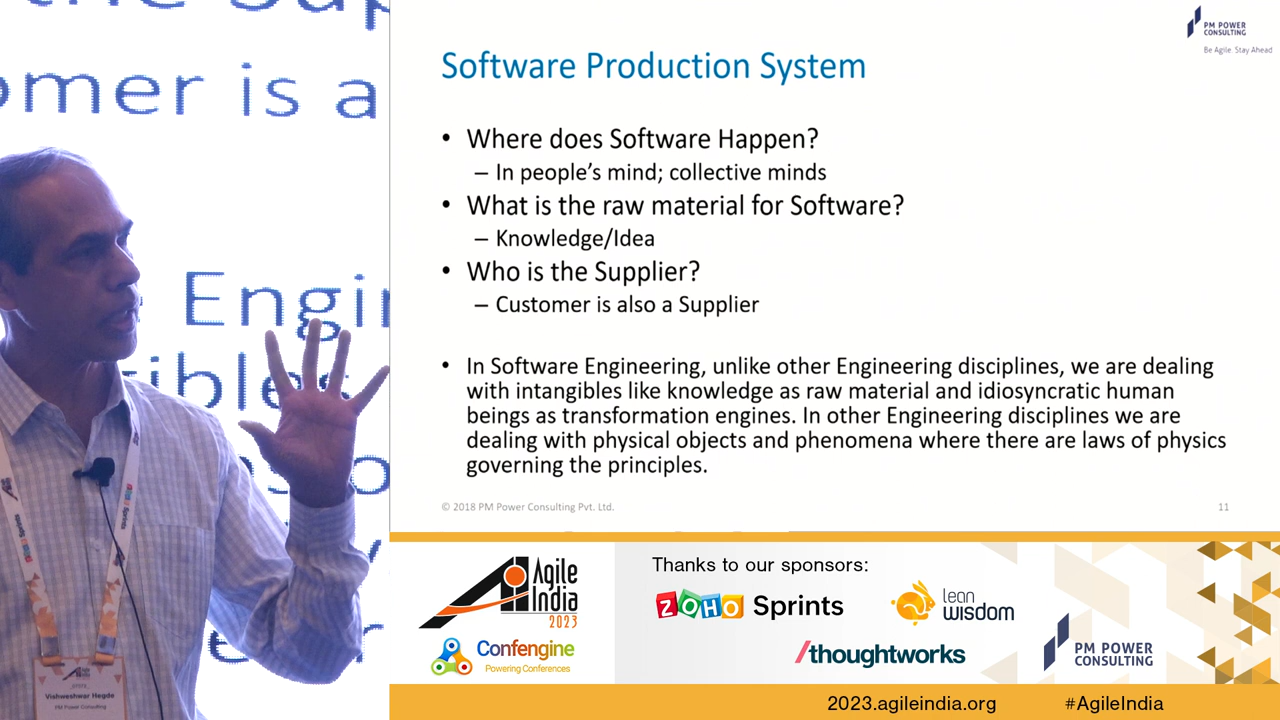 the Sup
omer is a
Engin
PM POWER
CONSULTING
Be Agile. Stay Ahead
Software Production System
• Where does Software Happen?
– In people's mind; collective minds
• What is the raw material for Software?
– Knowledge/Idea
• Who is the Supplier?
– Customer is also a Supplier
• In Software Engineering, unlike other Engineering disciplines, we are dealing
with intangibles like knowledge as raw material and idiosyncratic human
beings as transformation engines. In other Engineering disciplines we are
dealing with physical objects and phenomena where there are laws of physics
governing the principles.
© 2018 PM Power Consulting Pvt. Ltd.
11
Agile
India
2023
Confengine
Powering Conferences
Thanks to our sponsors:
ZOHO Sprints
lean
wisdom
/thoughtworks
PM POWER
CONSULTING
2023.agileindia.org
#AgileIndia
Vishweshwar Hegde
PM Power Consulting